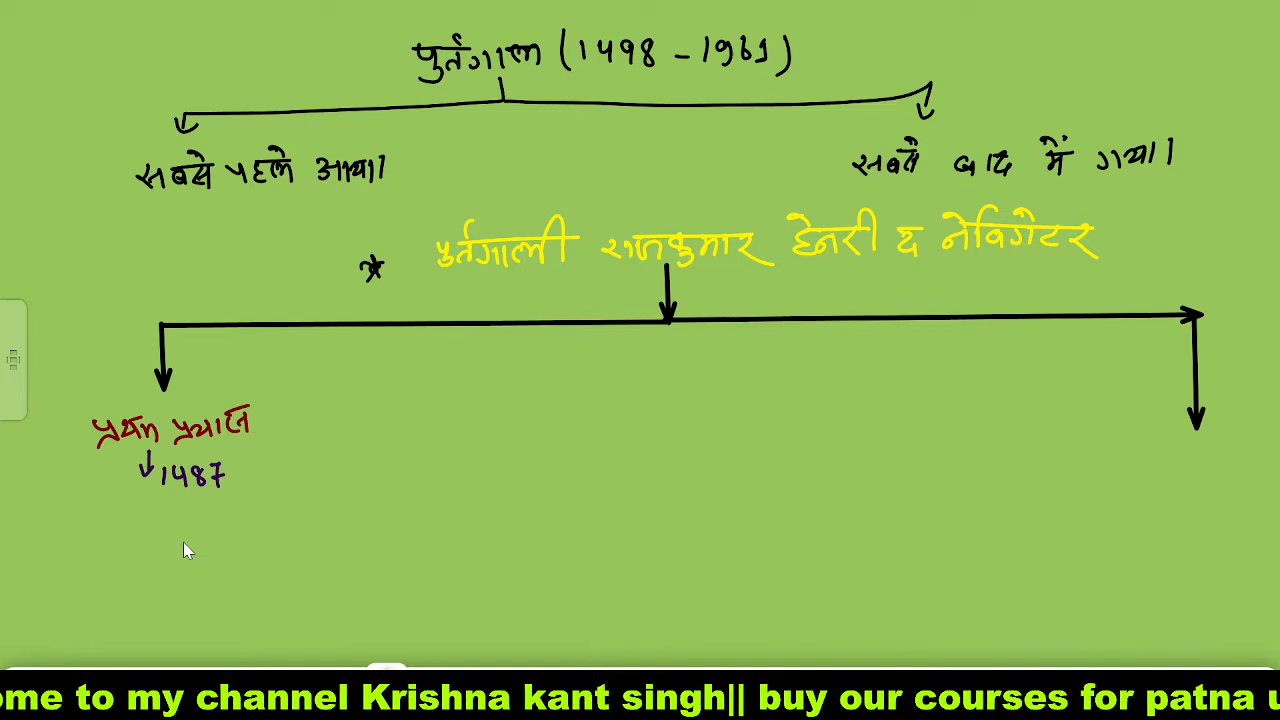 पुर्तगाल (1498 - 1961)
सबसे पहले आया।
सबसे बाद में गया।
* पुर्तगाली राजकुमार हेनरी द नेविगेटर
प्रथम प्रयास
↓1487
ome to my channel Krishna kant singh|| buy our courses for patna u